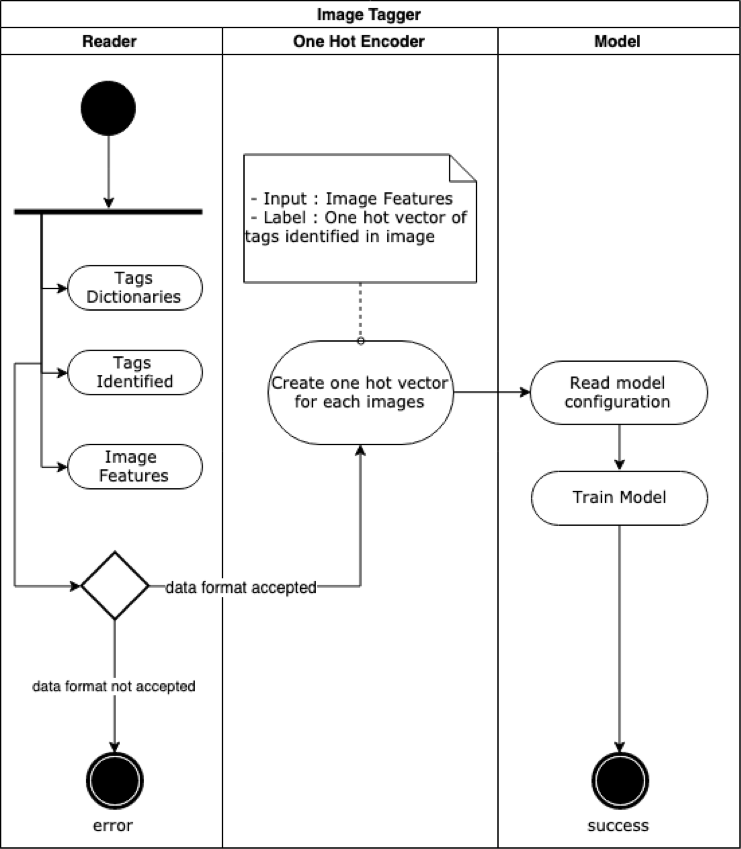 Image Tagger
Reader
One Hot Encoder
Model
- Input : Image Features
- Label : One hot vector of
tags identified in image
Tags
Dictionaries
Tags
Identified
Image
Features
Create one hot vector
for each images
Read model
configuration
Train Model
data format accepted
data format not accepted
error
success